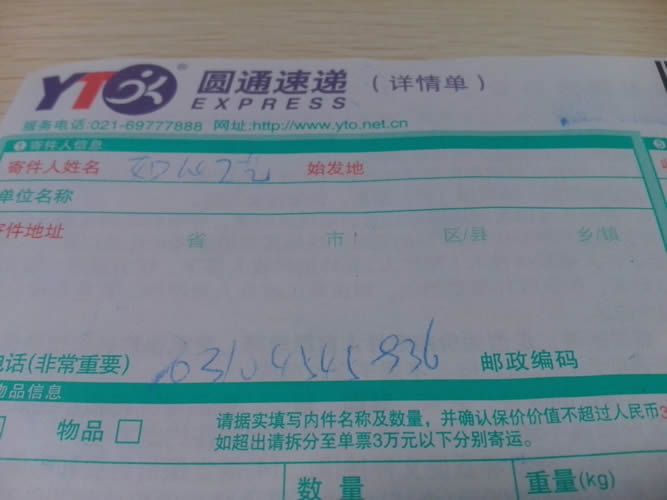 YTO® 圆通速递（详情单）
EXPRESS
服务电话:021-69777888 网址:http://www.yto.net.cn
❶寄件人信息
寄件人姓名 始发地
单位名称
寄件地址 省 市 区/县 乡/镇
电话(非常重要) 邮政编码
物品信息
物品 请据实填写内件名称及数量，并确认保价价值不超过人民币3
如超出请拆分至单票3万元以下分别寄运。
数量 重量(kg)